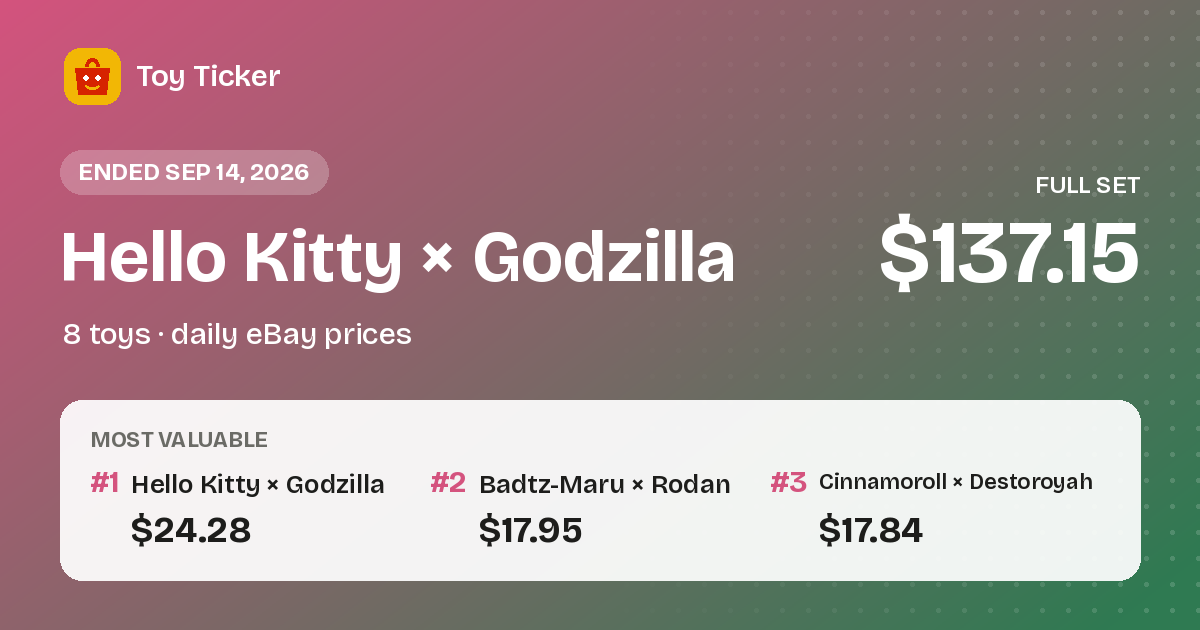 Toy Ticker
ENDED SEP 14, 2026
FULL SET
Hello Kitty × Godzilla
$137.15
8 toys · daily eBay prices
MOST VALUABLE
#1 Hello Kitty × Godzilla
$24.28
#2 Badtz-Maru × Rodan
$17.95
#3 Cinnamoroll × Destoroyah
$17.84